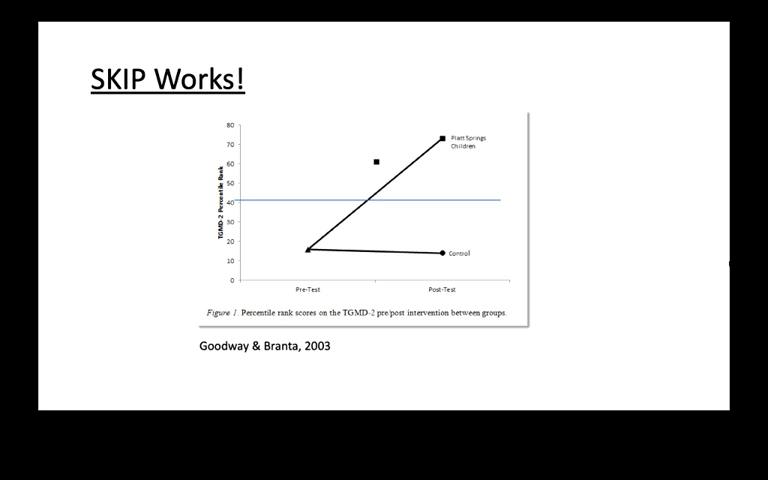 SKIP Works!
80
70
60
50
40
30
20
10
0
TGMD-2 Percentile Rank
Platt Springs
Children
Control
Pre-Test
Post-Test
Figure 1. Percentile rank scores on the TGMD-2 pre/post intervention between groups.
Goodway & Branta, 2003